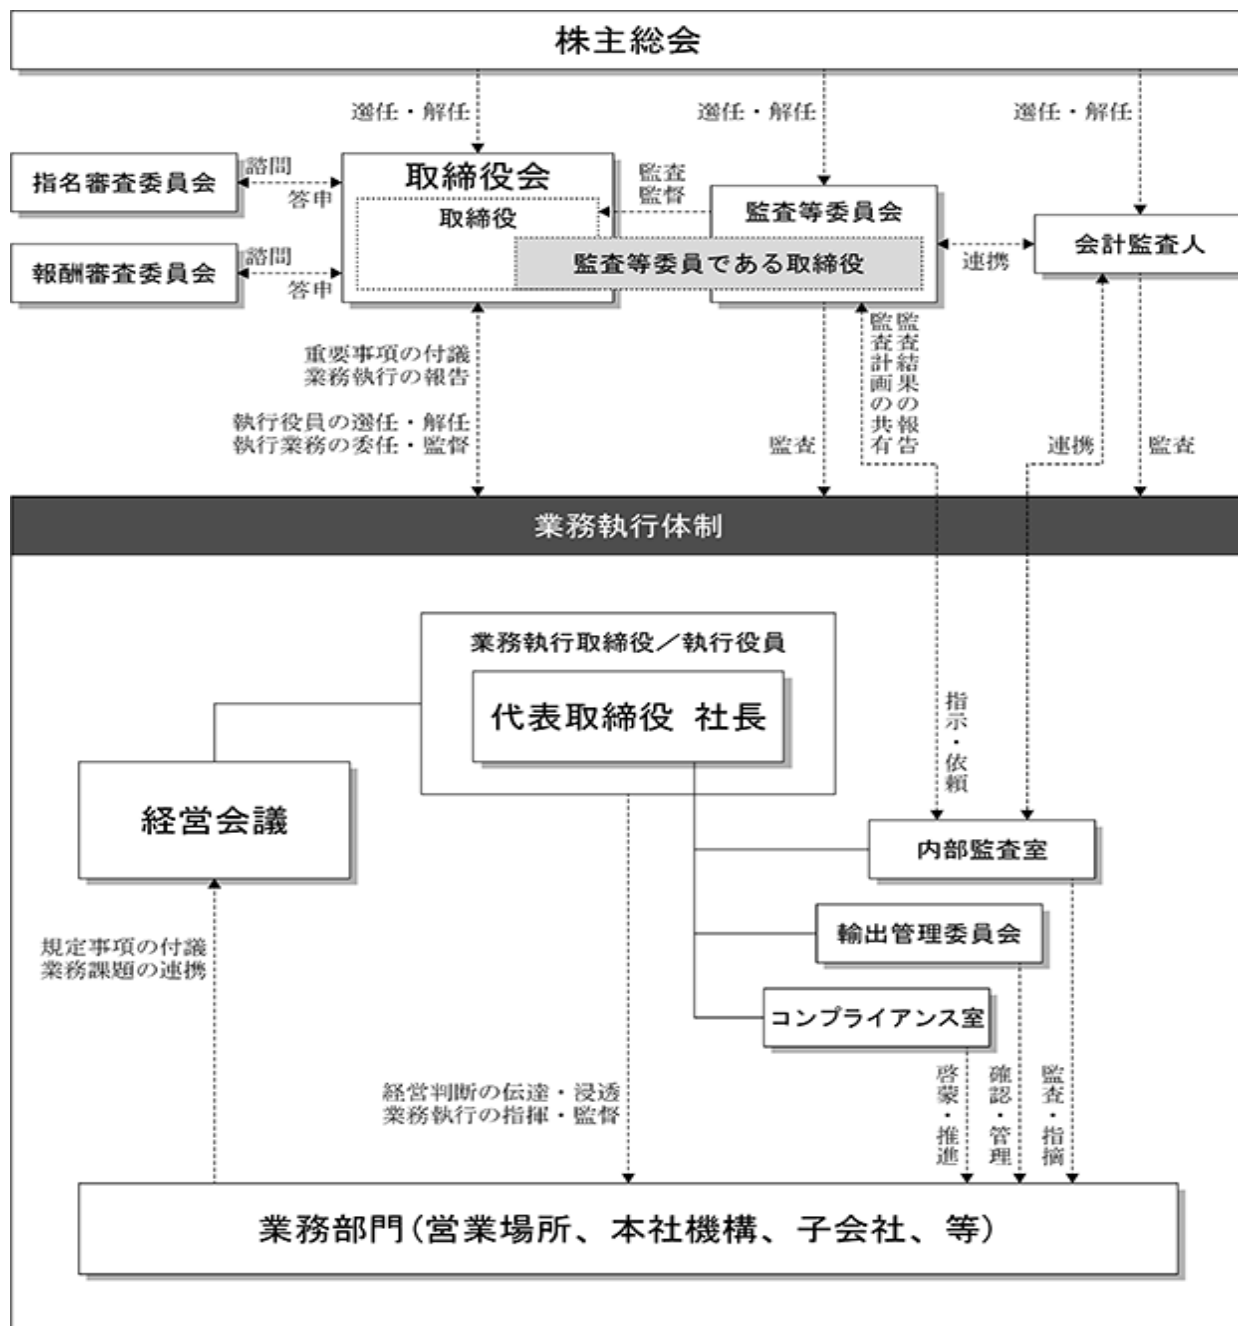 株主総会
選任・解任
選任・解任
選任・解任
指名審査委員会
諮問
答申
取締役会
取締役
監査
監督
監査等委員会
監査等委員である取締役
連携
会計監査人
報酬審査委員会
諮問
答申
重要事項の付議
業務執行の報告
執行役員の選任・解任
執行業務の委任・監督
監査
監査結果の報告
監査計画の共有
連携
監査
業務執行体制
業務執行取締役／執行役員
代表取締役 社長
経営会議
指示・依頼
内部監査室
輸出管理委員会
コンプライアンス室
規定事項の付議
業務課題の連携
経営判断の伝達・浸透
業務執行の指揮・監督
啓蒙・推進
確認・管理
監査・指摘
業務部門(営業場所、本社機構、子会社、等)